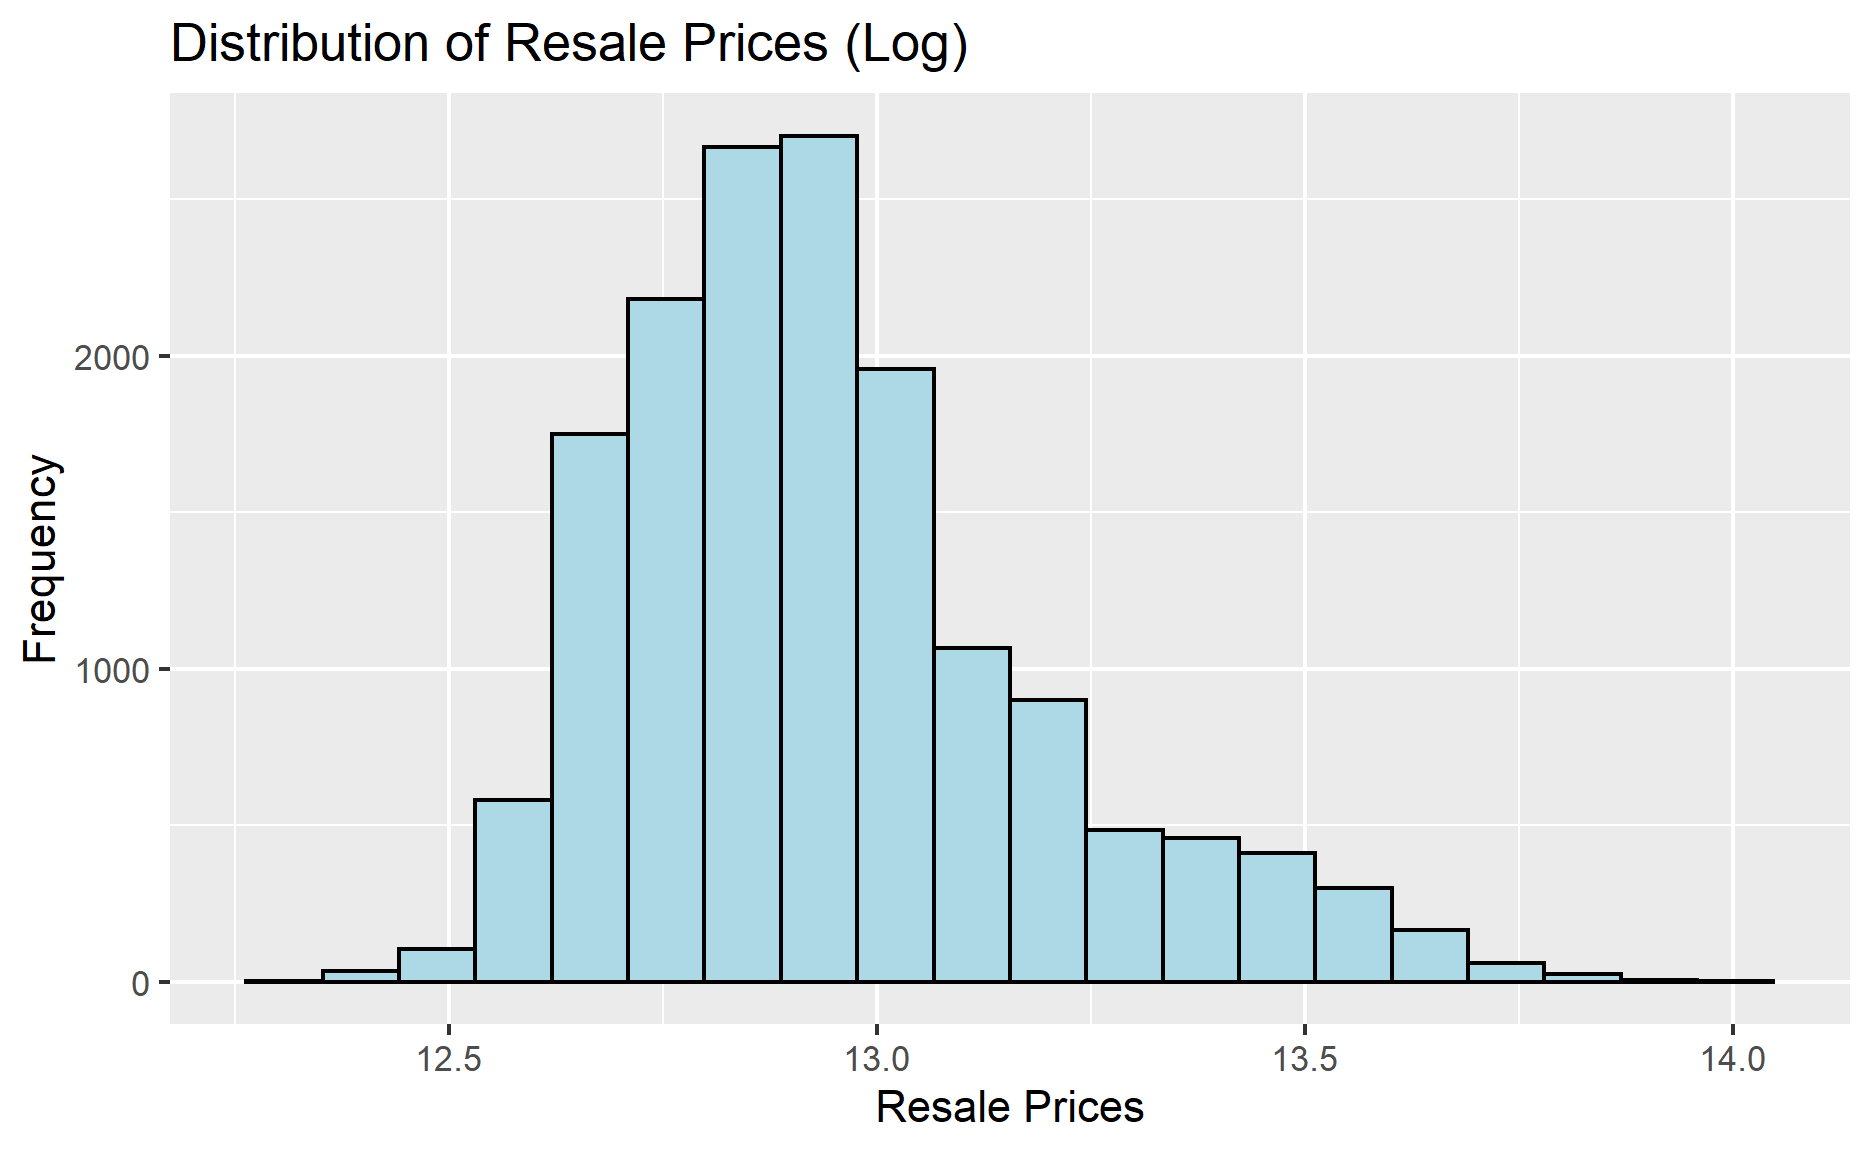 Distribution of Resale Prices (Log)
Frequency
2000
1000
0
12.5 13.0 13.5 14.0
Resale Prices